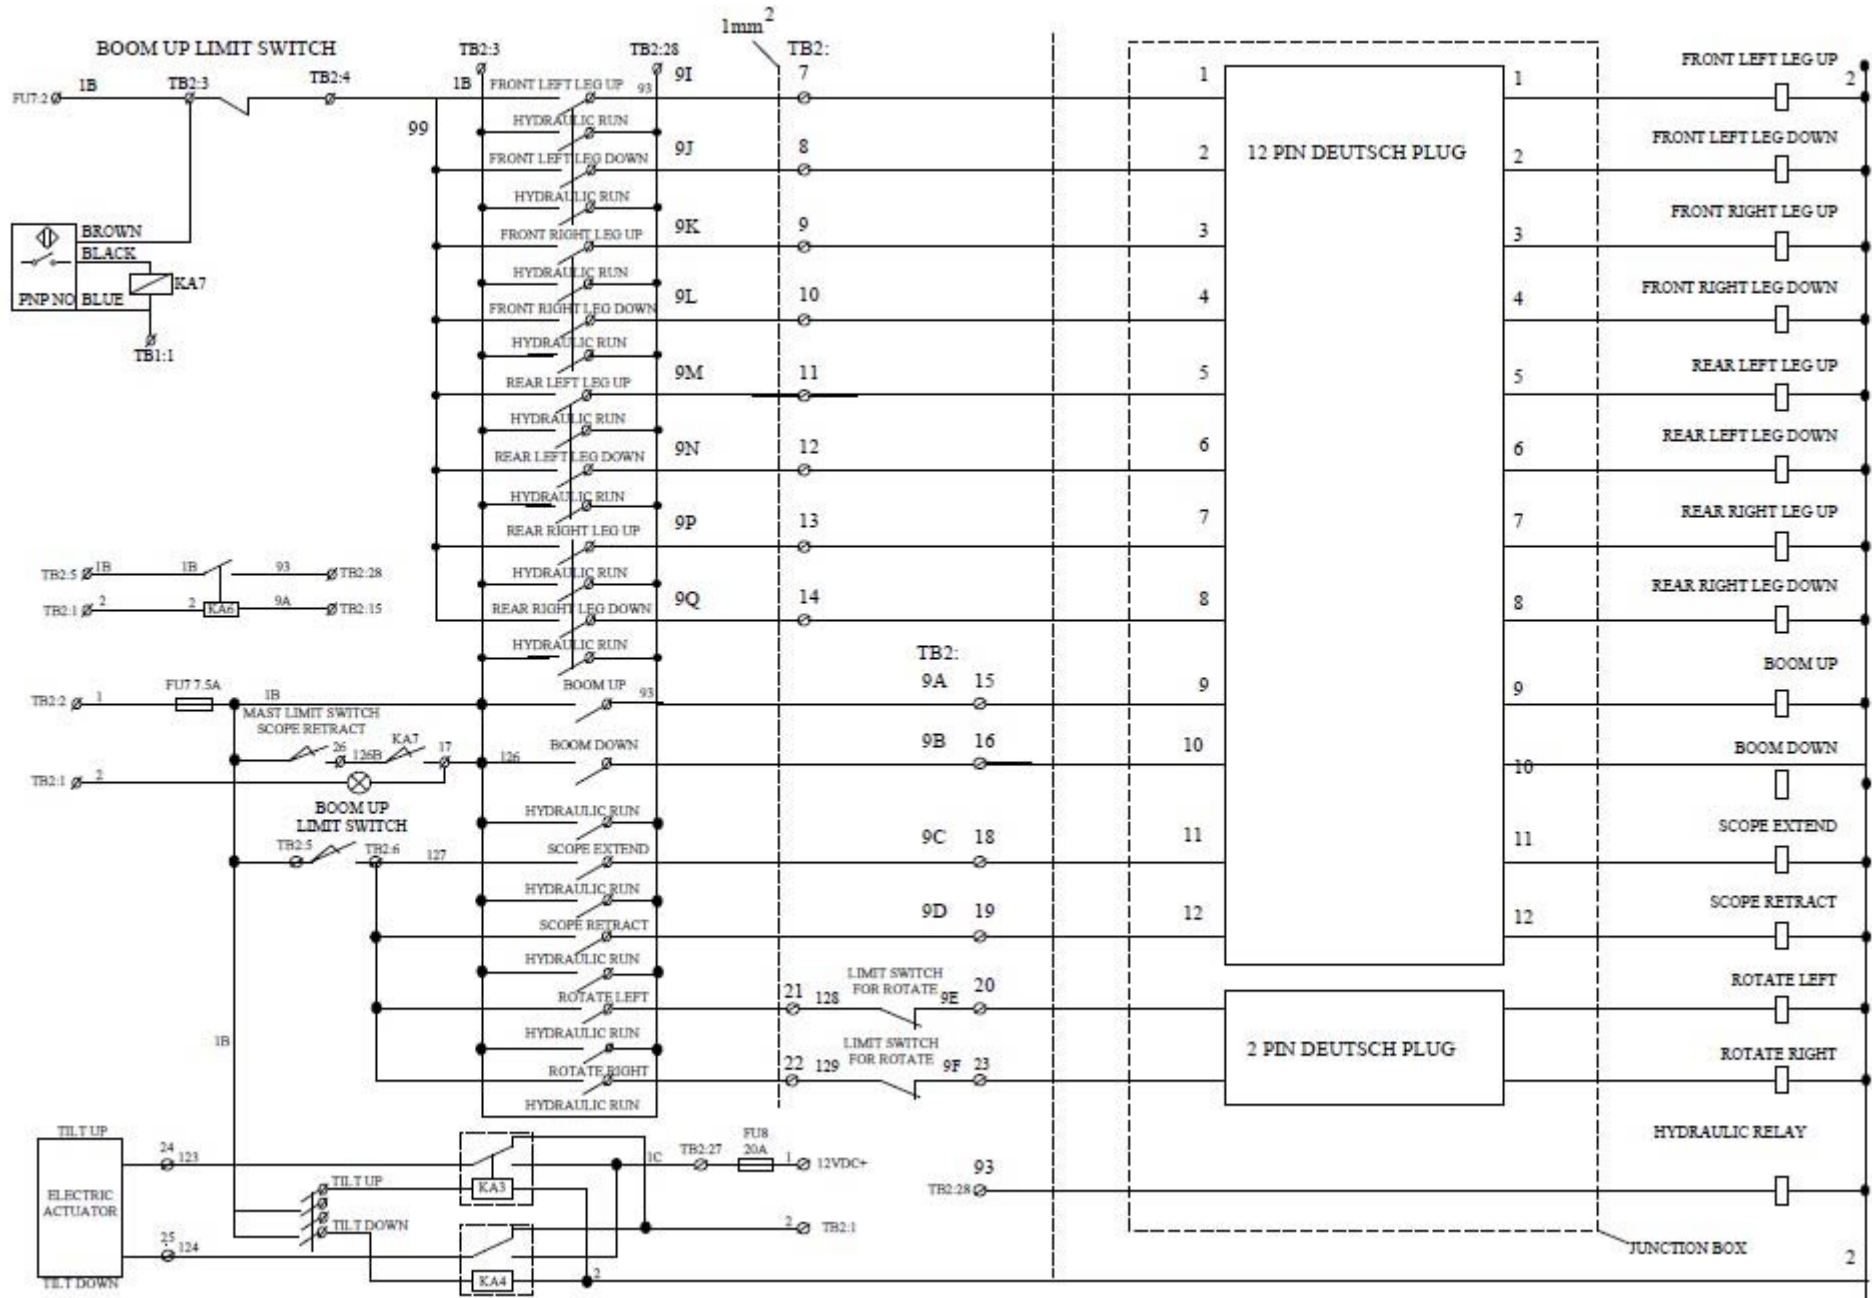 1mm2
BOOM UP LIMIT SWITCH
TB2:3
TB2:28
TB2:
FU7:2
1B
TB2:3
TB2:4
1B
FRONT LEFT LEG UP
93
9I
7
1
1
FRONT LEFT LEG UP
2
99
HYDRAULIC RUN
FRONT LEFT LEG DOWN
9J
8
2
12 PIN DEUTSCH PLUG
2
FRONT LEFT LEG DOWN
HYDRAULIC RUN
FRONT RIGHT LEG UP
9K
9
3
3
FRONT RIGHT LEG UP
BROWN
BLACK
KA7
PNP NO
BLUE
TB1:1
HYDRAULIC RUN
FRONT RIGHT LEG DOWN
9L
10
4
4
FRONT RIGHT LEG DOWN
HYDRAULIC RUN
REAR LEFT LEG UP
9M
11
5
5
REAR LEFT LEG UP
HYDRAULIC RUN
REAR LEFT LEG DOWN
9N
12
6
6
REAR LEFT LEG DOWN
HYDRAULIC RUN
REAR RIGHT LEG UP
9P
13
7
7
REAR RIGHT LEG UP
TB2:5
1B
1B
93
TB2:28
TB2:1
2
2
KA6
9A
TB2:15
HYDRAULIC RUN
REAR RIGHT LEG DOWN
9Q
14
8
8
REAR RIGHT LEG DOWN
HYDRAULIC RUN
TB2:
TB2:2
1
FU7 7.5A
1B
BOOM UP
93
9A
15
9
9
BOOM UP
MAST LIMIT SWITCH
SCOPE RETRACT
26
126B
KA7
17
126
BOOM DOWN
9B
16
10
10
BOOM DOWN
TB2:1
2
BOOM UP
LIMIT SWITCH
HYDRAULIC RUN
TB2:5
TB2:6
127
SCOPE EXTEND
9C
18
11
11
SCOPE EXTEND
HYDRAULIC RUN
SCOPE RETRACT
9D
19
12
12
SCOPE RETRACT
HYDRAULIC RUN
ROTATE LEFT
21
128
LIMIT SWITCH
FOR ROTATE
9E
20
ROTATE LEFT
1B
HYDRAULIC RUN
ROTATE RIGHT
22
129
LIMIT SWITCH
FOR ROTATE
9F
23
2 PIN DEUTSCH PLUG
ROTATE RIGHT
HYDRAULIC RUN
TILT UP
24
123
ELECTRIC
ACTUATOR
25
124
TILT DOWN
TILT UP
TILT DOWN
KA3
KA4
1C
TB2:27
FU8
20A
1
12VDC+
2
TB2:1
2
93
TB2:28
HYDRAULIC RELAY
JUNCTION BOX
2